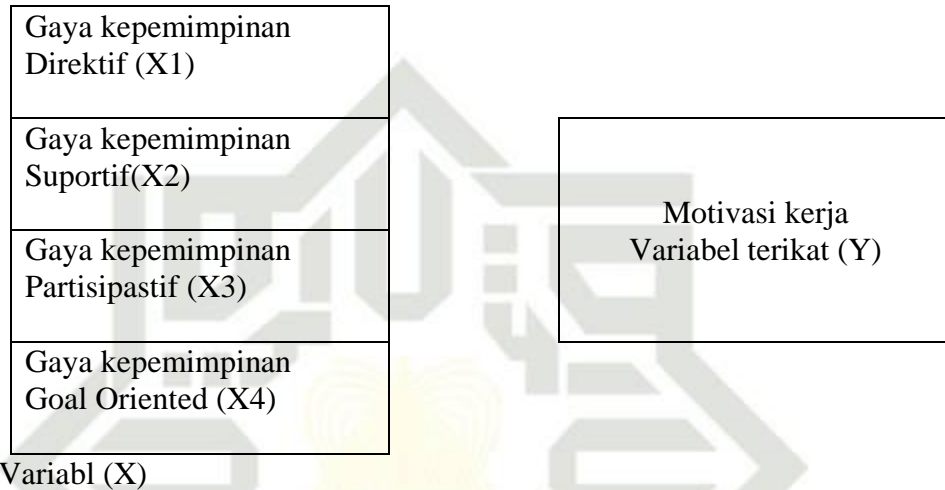 Gaya kepemimpinan
Direktif (X1)
Gaya kepemimpinan
Suportif(X2)
Gaya kepemimpinan
Partisipastif (X3)
Gaya kepemimpinan
Goal Oriented (X4)
Variabl (X)
Motivasi kerja
Variabel terikat (Y)